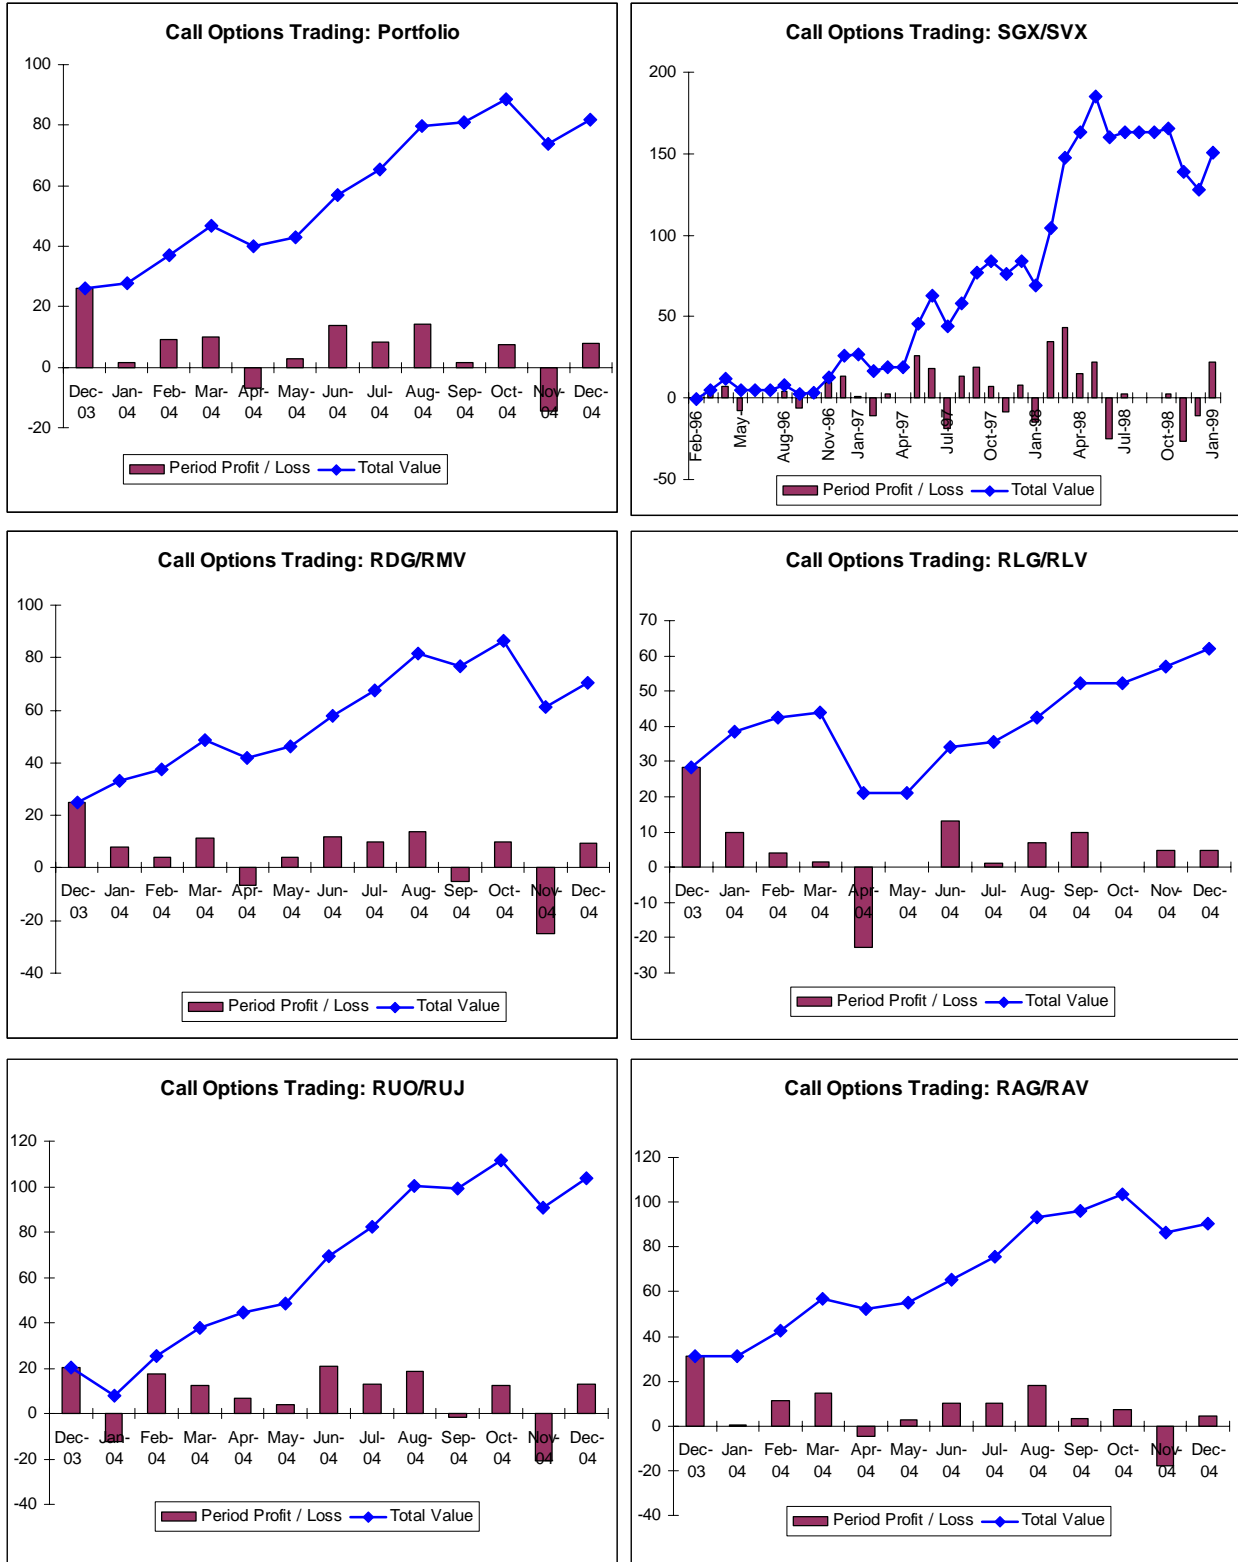 Call Options Trading: Portfolio
100
80
60
40
20
0
-20
Dec-03 Jan-04 Feb-04 Mar-04 Apr-04 May-04 Jun-04 Jul-04 Aug-04 Sep-04 Oct-04 Nov-04 Dec-04
Period Profit / Loss Total Value
Call Options Trading: SGX/SVX
200
150
100
50
0
-50
Feb-96 May- Aug-96 Nov-96 Jan-97 Apr-97 Jul-97 Oct-97 Jan-98 Apr-98 Jul-98 Oct-98 Jan-99
Period Profit / Loss Total Value
Call Options Trading: RDG/RMV
100
80
60
40
20
0
-20
-40
Dec-03 Jan-04 Feb-04 Mar-04 Apr-04 May-04 Jun-04 Jul-04 Aug-04 Sep-04 Oct-04 Nov-04 Dec-04
Period Profit / Loss Total Value
Call Options Trading: RLG/RLV
70
60
50
40
30
20
10
0
-10
-20
-30
Dec-03 Jan-04 Feb-04 Mar-04 Apr-04 May-04 Jun-04 Jul-04 Aug-04 Sep-04 Oct-04 Nov-04 Dec-04
Period Profit / Loss Total Value
Call Options Trading: RUO/RUJ
120
100
80
60
40
20
0
-20
-40
Dec-03 Jan-04 Feb-04 Mar-04 Apr-04 May-04 Jun-04 Jul-04 Aug-04 Sep-04 Oct-04 Nov-04 Dec-04
Period Profit / Loss Total Value
Call Options Trading: RAG/RAV
120
100
80
60
40
20
0
-20
-40
Dec-03 Jan-04 Feb-04 Mar-04 Apr-04 May-04 Jun-04 Jul-04 Aug-04 Sep-04 Oct-04 Nov-04 Dec-04
Period Profit / Loss Total Value